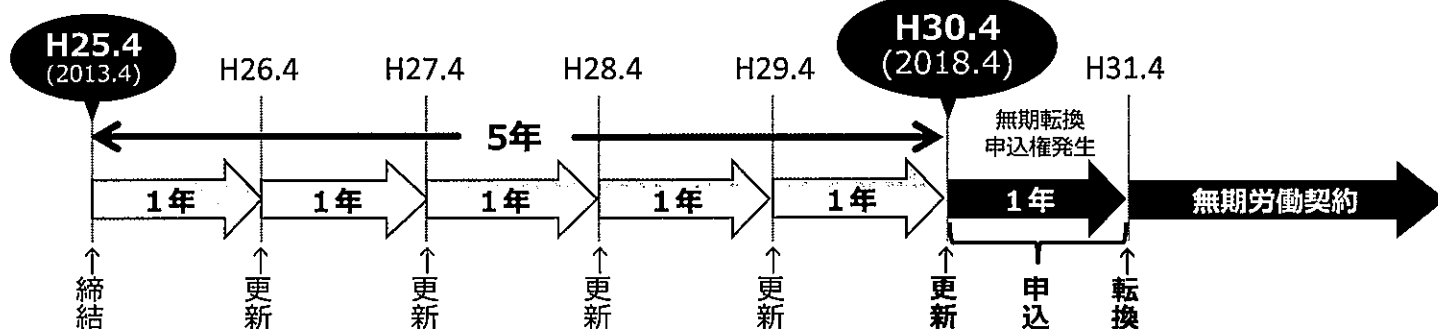 H25.4
(2013.4)
H26.4
H27.4
H28.4
H29.4
H30.4
(2018.4)
H31.4
5年
無期転換
申込権発生
1年
1年
1年
1年
1年
1年
無期労働契約
↑締結
↑更新
↑更新
↑更新
↑更新
↑更新
申込
↑転換